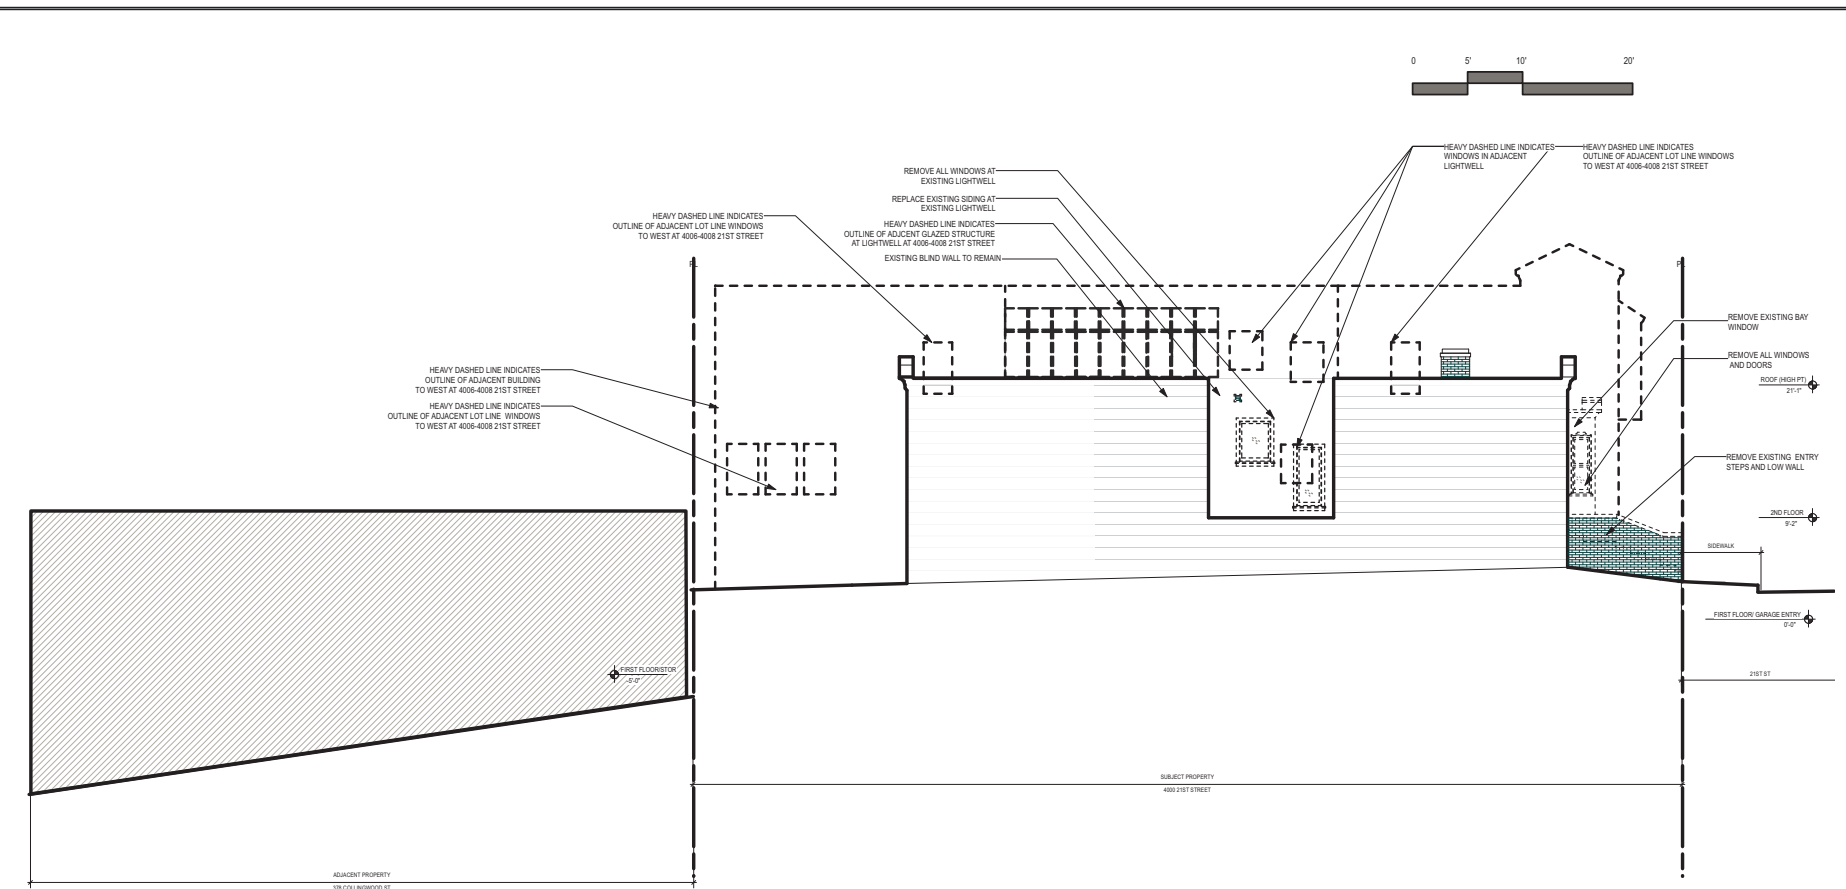 0 5' 10' 20'
HEAVY DASHED LINE INDICATES
WINDOWS IN ADJACENT
LIGHTWELL
HEAVY DASHED LINE INDICATES
OUTLINE OF ADJACENT LOT LINE WINDOWS
TO WEST AT 4006-4008 21ST STREET
REMOVE ALL WINDOWS AT
EXISTING LIGHTWELL
REPLACE EXISTING SIDING AT
EXISTING LIGHTWELL
HEAVY DASHED LINE INDICATES
OUTLINE OF ADJCENT GLAZED STRUCTURE
AT LIGHTWELL AT 4006-4008 21ST STREET
EXISTING BLIND WALL TO REMAIN
HEAVY DASHED LINE INDICATES
OUTLINE OF ADJACENT LOT LINE WINDOWS
TO WEST AT 4006-4008 21ST STREET
PL
PL
REMOVE EXISTING BAY
WINDOW
REMOVE ALL WINDOWS
AND DOORS
HEAVY DASHED LINE INDICATES
OUTLINE OF ADJACENT BUILDING
TO WEST AT 4006-4008 21ST STREET
HEAVY DASHED LINE INDICATES
OUTLINE OF ADJACENT LOT LINE WINDOWS
TO WEST AT 4006-4008 21ST STREET
ROOF (HIGH PT)
21'-1"
REMOVE EXISTING ENTRY
STEPS AND LOW WALL
2ND FLOOR
9'-2"
SIDEWALK
FIRST FLOOR/ GARAGE ENTRY
0'-0"
FIRST FLOOR/STOR
-5'-0"
21ST ST
SUBJECT PROPERTY
4000 21ST STREET
ADJACENT PROPERTY
COLLINGWOOD ST